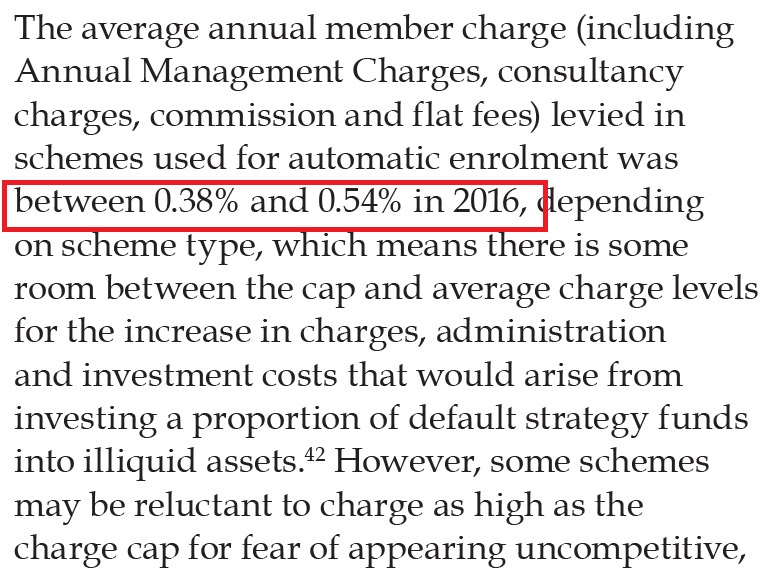 The average annual member charge (including
Annual Management Charges, consultancy
charges, commission and flat fees) levied in
schemes used for automatic enrolment was
between 0.38% and 0.54% in 2016, depending
on scheme type, which means there is some
room between the cap and average charge levels
for the increase in charges, administration
and investment costs that would arise from
investing a proportion of default strategy funds
into illiquid assets.⁴² However, some schemes
may be reluctant to charge as high as the
charge cap for fear of appearing uncompetitive,